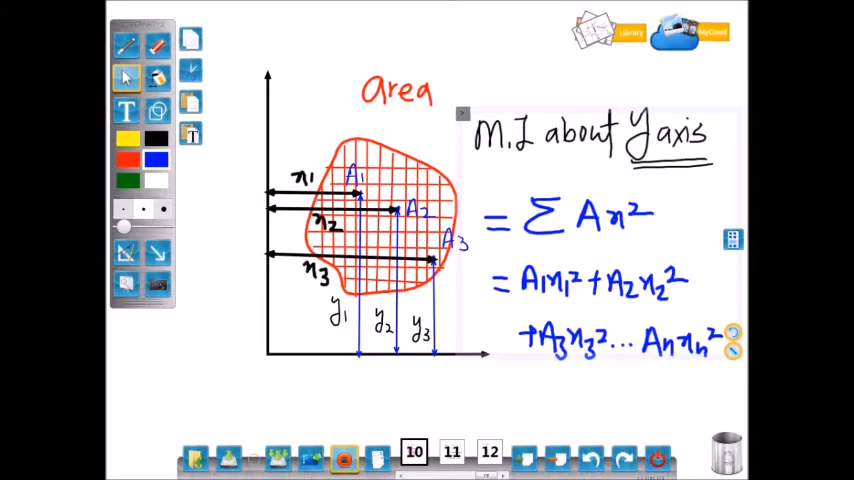 Library
MyCloud
area
M.I about y axis
x1
A1
x2
A2
= Σ Ax²
x3
A3
= A1x1² + A2x2²
y1
y2
y3
+A3x3² ... Anxn²
T
T
10
11
12